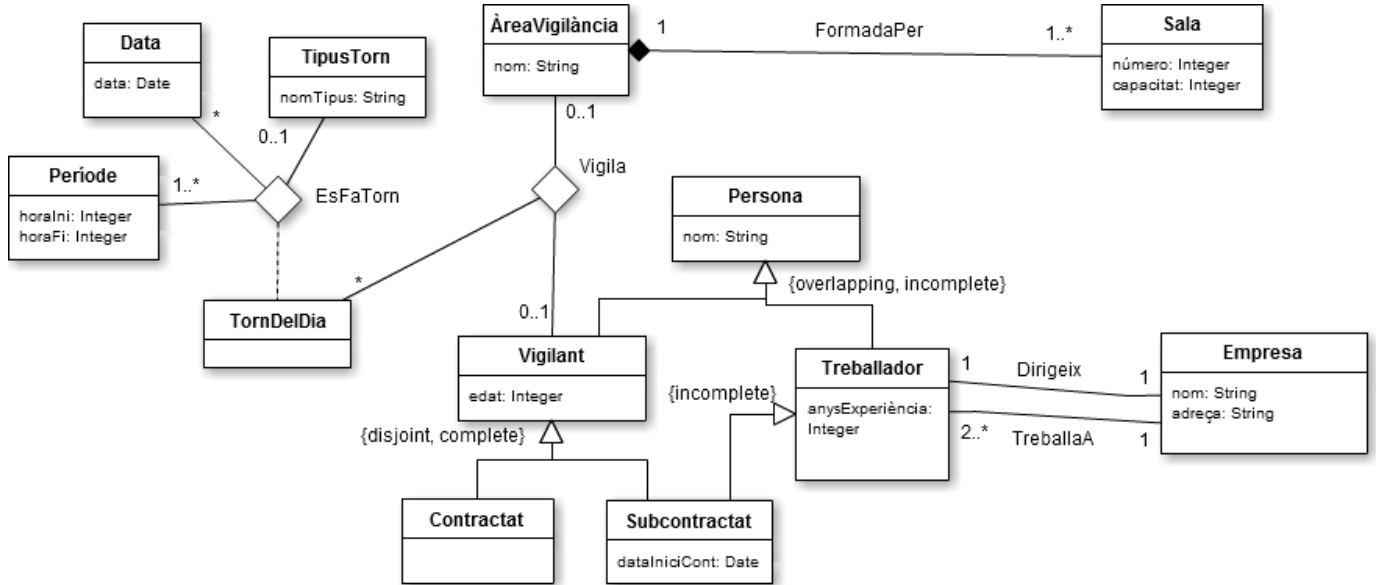 Data
data: Date
TipusTorn
nomTipus: String
ÀreaVigilància
nom: String
1
FormadaPer
1..*
Sala
número: Integer
capacitat: Integer
*
0..1
0..1
Període
horaIni: Integer
horaFi: Integer
1..*
EsFaTorn
Vigila
Persona
nom: String
*
{overlapping, incomplete}
TornDelDia
0..1
Vigilant
edat: Integer
Treballador
anysExperiència:
Integer
1
Dirigeix
1
2..*
TreballaA
1
Empresa
nom: String
adreça: String
{incomplete}
{disjoint, complete}
Contractat
Subcontractat
dataIniciCont: Date